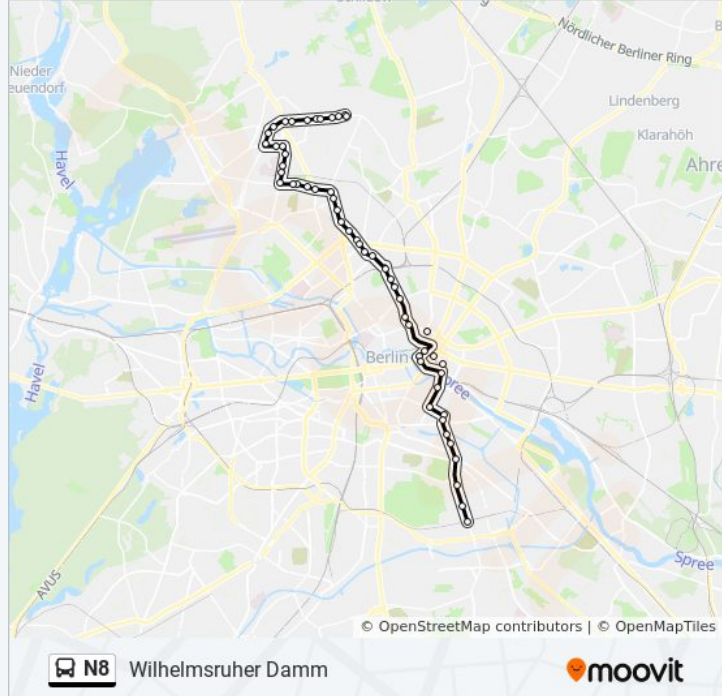 Nördlicher Berliner Ring
B
Nieder
euendorf
Lindenberg
Klarahöh
Havel
Ahre
Berlin
Spree
Havel
Spree
AVUS
© OpenStreetMap contributors | © OpenMapTiles
N8 Wilhelmsruher Damm
moovit